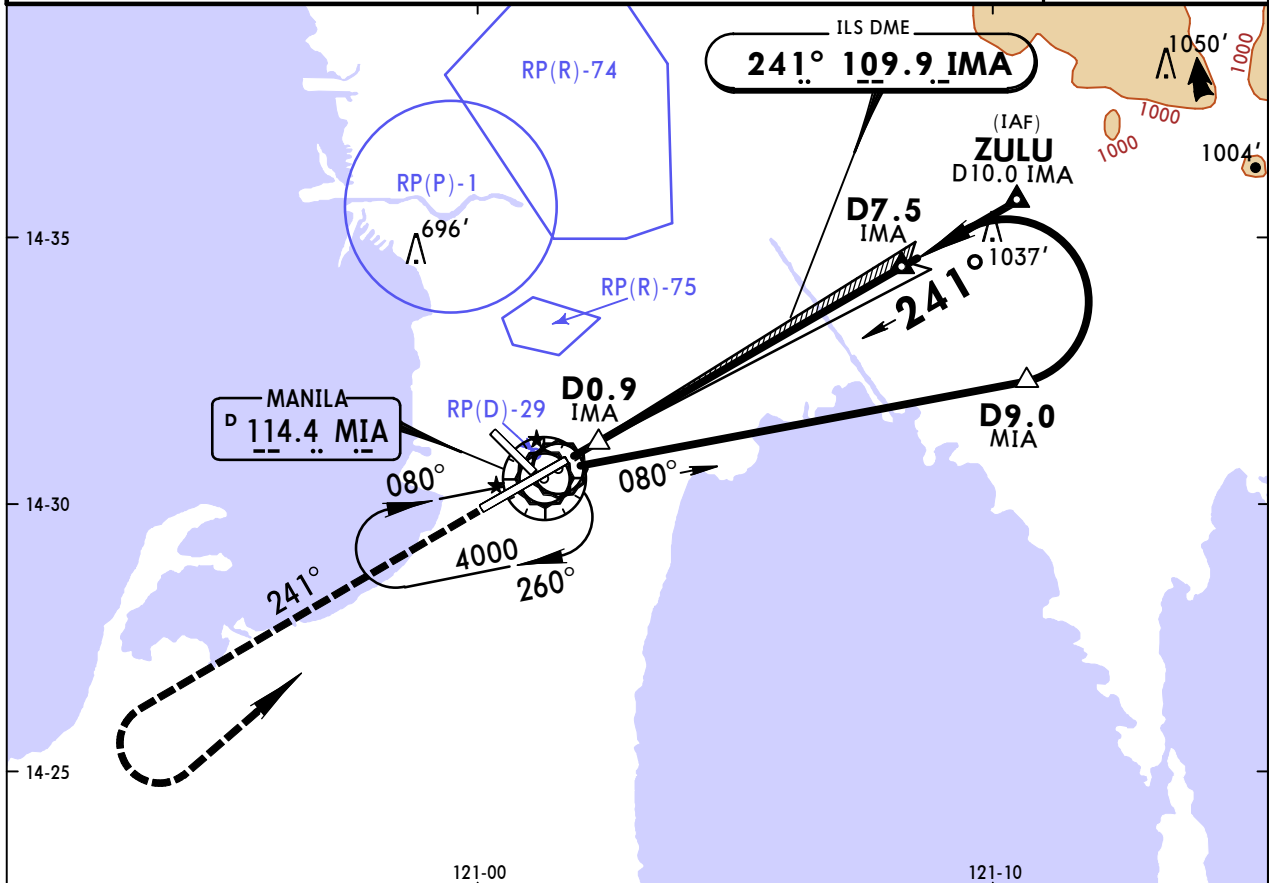 ILS DME
241° 109.9 IMA
RP(R)-74
1050'
1000
1000
1000
1004'
(IAF)
ZULU
D10.0 IMA
RP(P)-1
696'
D7.5
IMA
14-35
1037'
241°
RP(R)-75
MANILA
D 114.4 MIA
RP(D)-29
D0.9
IMA
D9.0
MIA
080°
080°
14-30
4000
260°
241°
14-25
121-00
121-10